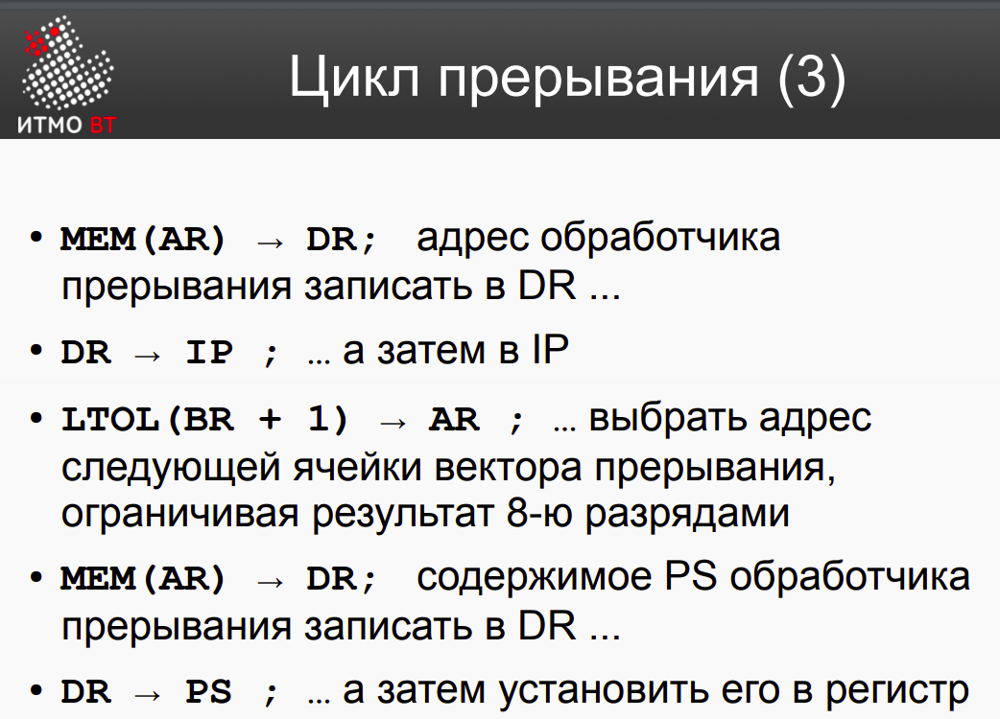 ИТМО ВТ
Цикл прерывания (3)
• MEM(AR) → DR; адрес обработчика
прерывания записать в DR ...
• DR → IP ; … а затем в IP
• LTOL(BR + 1) → AR ; … выбрать адрес
следующей ячейки вектора прерывания,
ограничивая результат 8-ю разрядами
• MEM(AR) → DR; содержимое PS обработчика
прерывания записать в DR ...
• DR → PS ; … а затем установить его в регистр